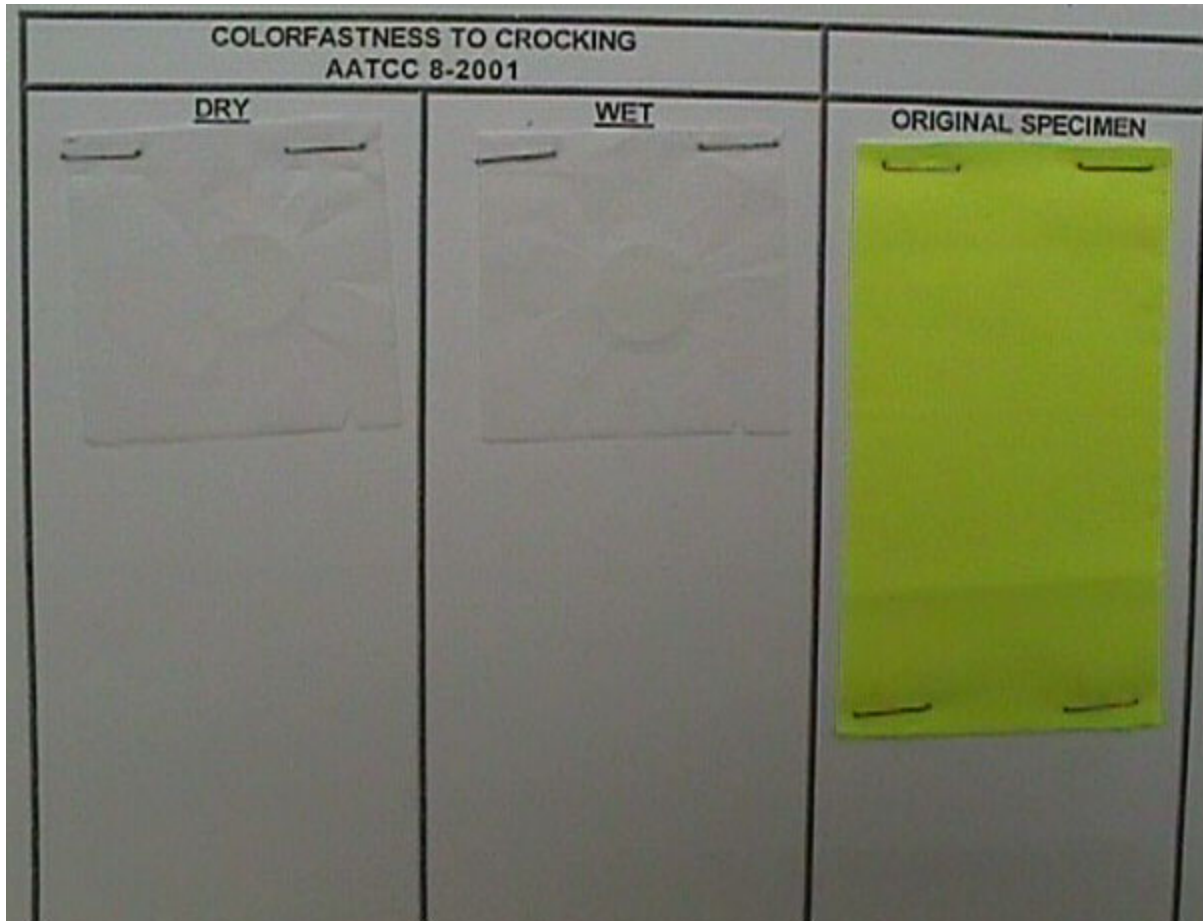 COLORFASTNESS TO CROCKING
AATCC 8-2001
DRY
WET
ORIGINAL SPECIMEN